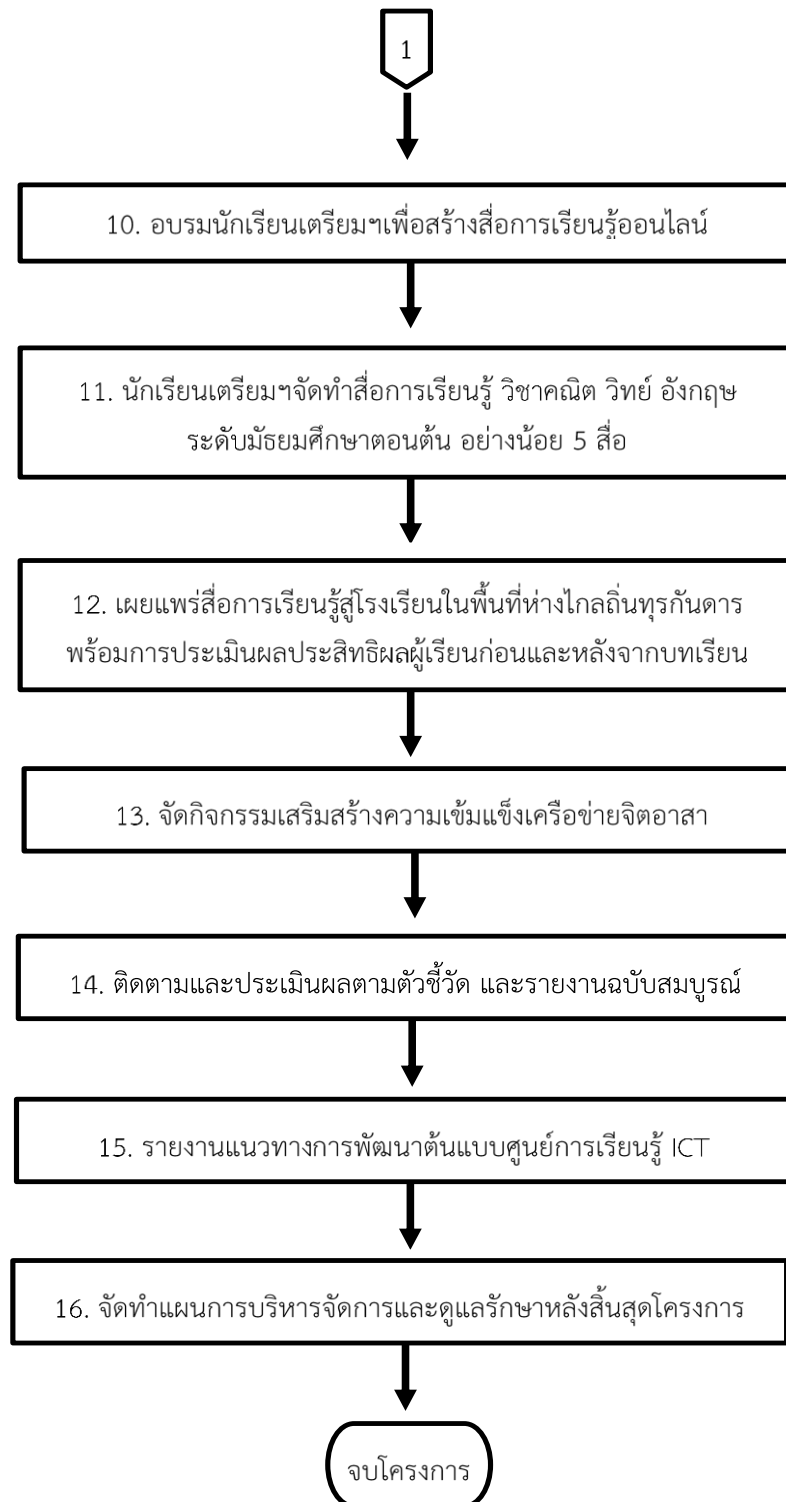 1
10. อบรมนักเรียนเตรียมฯเพื่อสร้างสื่อการเรียนรู้ออนไลน์
11. นักเรียนเตรียมฯจัดทำสื่อการเรียนรู้ วิชาคณิต วิทย์ อังกฤษ
ระดับมัธยมศึกษาตอนต้น อย่างน้อย 5 สื่อ
12. เผยแพร่สื่อการเรียนรู้สู่โรงเรียนในพื้นที่ห่างไกลถิ่นทุรกันดาร
พร้อมการประเมินผลประสิทธิผลผู้เรียนก่อนและหลังจากบทเรียน
13. จัดกิจกรรมเสริมสร้างความเข้มแข็งเครือข่ายจิตอาสา
14. ติดตามและประเมินผลตามตัวชี้วัด และรายงานฉบับสมบูรณ์
15. รายงานแนวทางการพัฒนาต้นแบบศูนย์การเรียนรู้ ICT
16. จัดทำแผนการบริหารจัดการและดูแลรักษาหลังสิ้นสุดโครงการ
จบโครงการ